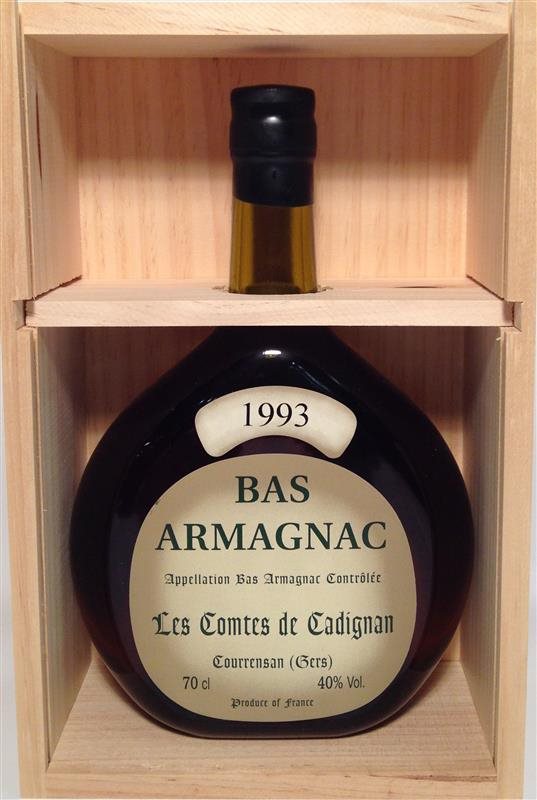 1993
BAS
ARMAGNAC
Appellation Bas Armagnac Contrôlée
Les Comtes de Cadignan
Courrensan (Gers)
70 cl 40% Vol.
Produce of France